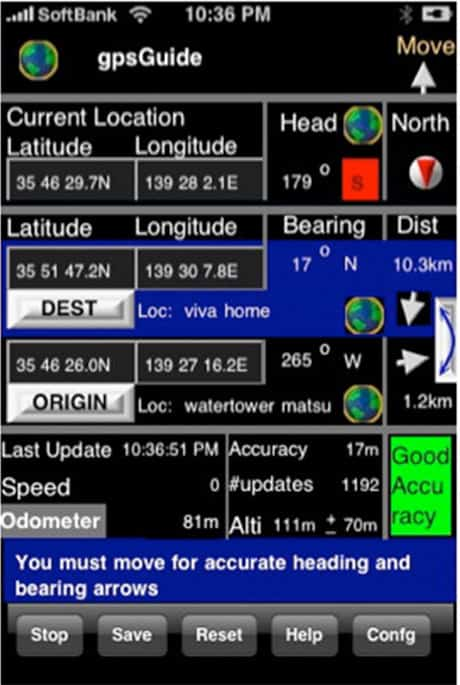 SoftBank 10:36 PM
gpsGuide Move
Current Location Head North
Latitude Longitude
35 46 29.7N 139 28 2.1E 179 ° S
Latitude Longitude Bearing Dist
35 51 47.2N 139 30 7.8E 17 ° N 10.3km
DEST Loc: viva home
35 46 26.0N 139 27 16.2E 265 ° W
ORIGIN Loc: watertower matsu 1.2km
Last Update 10:36:51 PM Accuracy 17m Good
Speed 0 #updates 1192 Accu
Odometer 81m Alti 111m ± 70m racy
You must move for accurate heading and
bearing arrows
Stop Save Reset Help Confg